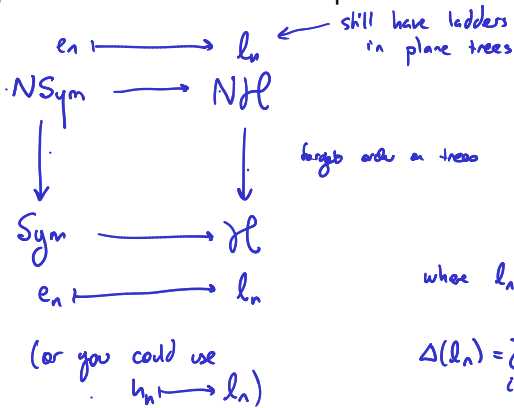 still have ladders
in plane trees
eₙ ↦ lₙ
NSym → Nℋ
forget order on trees
Sym → ℋ
eₙ ↦ lₙ
where lₙ
(or you could use
hₙ ↦ lₙ)
Δ(lₙ) =
i